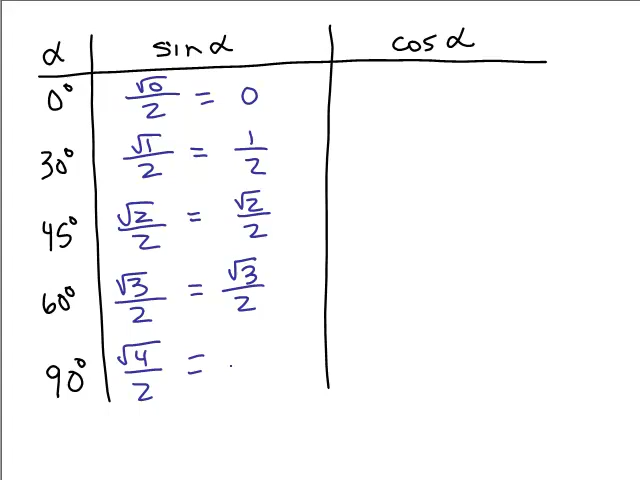 α sin α cos α
0° √0/2 = 0
30° √1/2 = 1/2
45° √2/2 = √2/2
60° √3/2 = √3/2
90° √4/2 =